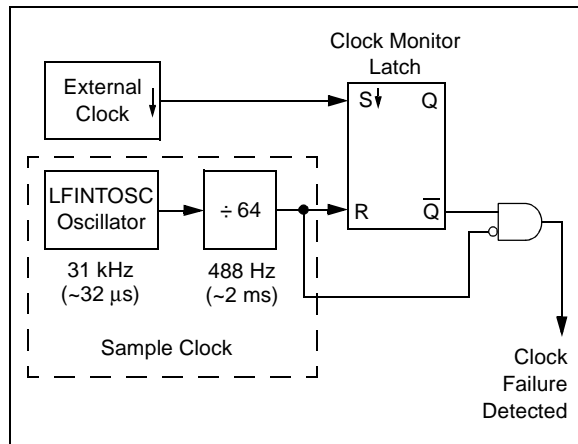 Clock Monitor
Latch
External
Clock
S
Q
LFINTOSC
Oscillator
÷ 64
R
Q̅
31 kHz
(~32 μs)
488 Hz
(~2 ms)
Sample Clock
Clock
Failure
Detected